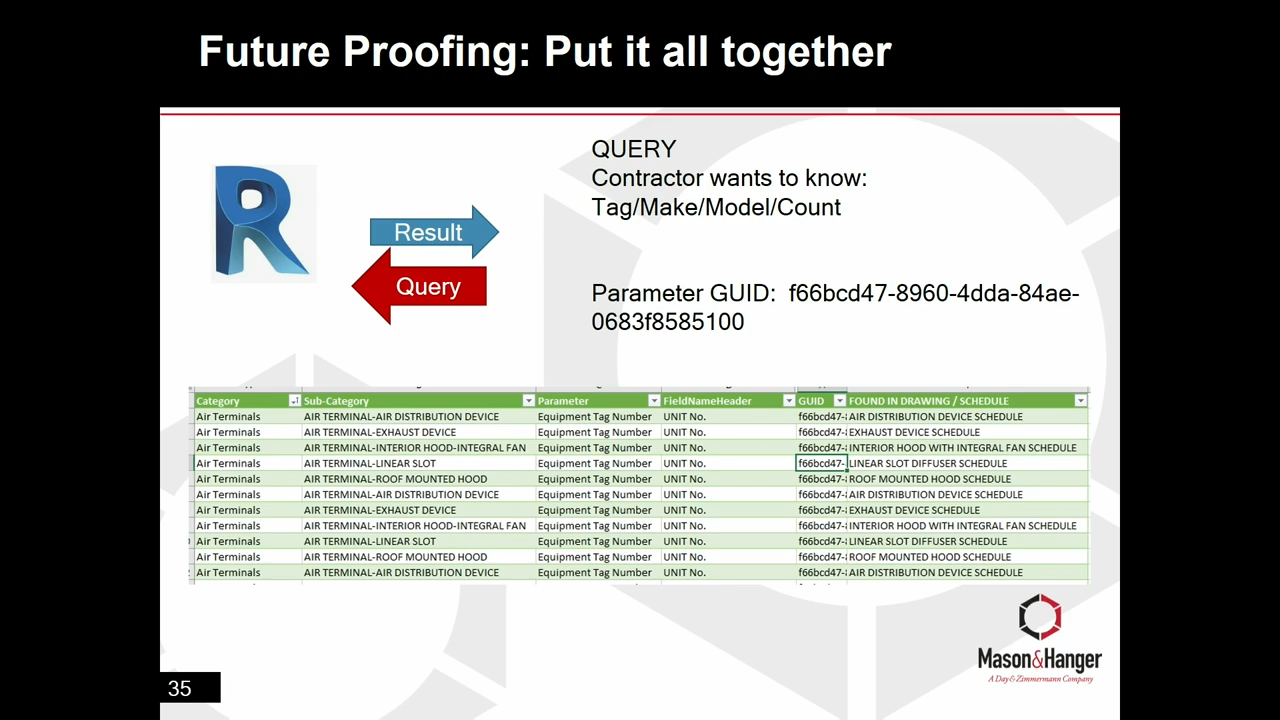 Future Proofing: Put it all together
QUERY
Contractor wants to know:
Tag/Make/Model/Count
Result
Query
Parameter GUID: f66bcd47-8960-4dda-84ae-
0683f8585100
Category Sub-Category Parameter FieldNameHeader GUID FOUND IN DRAWING / SCHEDULE
Air Terminals AIR TERMINAL-AIR DISTRIBUTION DEVICE Equipment Tag Number UNIT No. f66bcd47- AIR DISTRIBUTION DEVICE SCHEDULE
Air Terminals AIR TERMINAL-EXHAUST DEVICE Equipment Tag Number UNIT No. f66bcd47- EXHAUST DEVICE SCHEDULE
Air Terminals AIR TERMINAL-INTERIOR HOOD-INTEGRAL FAN Equipment Tag Number UNIT No. f66bcd47- INTERIOR HOOD WITH INTEGRAL FAN SCHEDULE
Air Terminals AIR TERMINAL-LINEAR SLOT Equipment Tag Number UNIT No. f66bcd47- LINEAR SLOT DIFFUSER SCHEDULE
Air Terminals AIR TERMINAL-ROOF MOUNTED HOOD Equipment Tag Number UNIT No. f66bcd47- ROOF MOUNTED HOOD SCHEDULE
Air Terminals AIR TERMINAL-AIR DISTRIBUTION DEVICE Equipment Tag Number UNIT No. f66bcd47- AIR DISTRIBUTION DEVICE SCHEDULE
Air Terminals AIR TERMINAL-EXHAUST DEVICE Equipment Tag Number UNIT No. f66bcd47- EXHAUST DEVICE SCHEDULE
Air Terminals AIR TERMINAL-INTERIOR HOOD-INTEGRAL FAN Equipment Tag Number UNIT No. f66bcd47- INTERIOR HOOD WITH INTEGRAL FAN SCHEDULE
Air Terminals AIR TERMINAL-LINEAR SLOT Equipment Tag Number UNIT No. f66bcd47- LINEAR SLOT DIFFUSER SCHEDULE
Air Terminals AIR TERMINAL-ROOF MOUNTED HOOD Equipment Tag Number UNIT No. f66bcd47- ROOF MOUNTED HOOD SCHEDULE
Air Terminals AIR TERMINAL-AIR DISTRIBUTION DEVICE Equipment Tag Number UNIT No. f66bcd47- AIR DISTRIBUTION DEVICE SCHEDULE
Mason&Hanger
A Day & Zimmermann Company
35